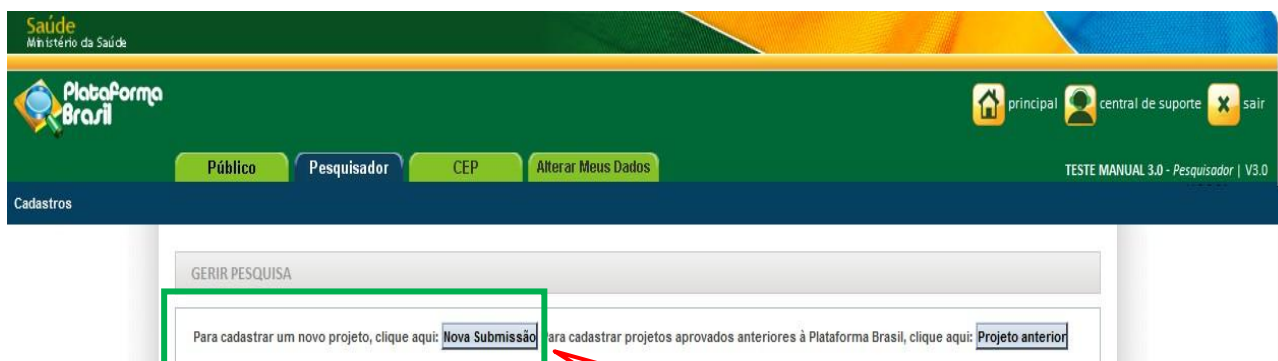 Saúde
Ministério da Saúde
Plataforma
Brasil
principal central de suporte x sair
Público Pesquisador CEP Alterar Meus Dados
TESTE MANUAL 3.0 - Pesquisador | V3.0
Cadastros
GERIR PESQUISA
Para cadastrar um novo projeto, clique aqui: Nova Submissão ara cadastrar projetos aprovados anteriores à Plataforma Brasil, clique aqui: Projeto anterior